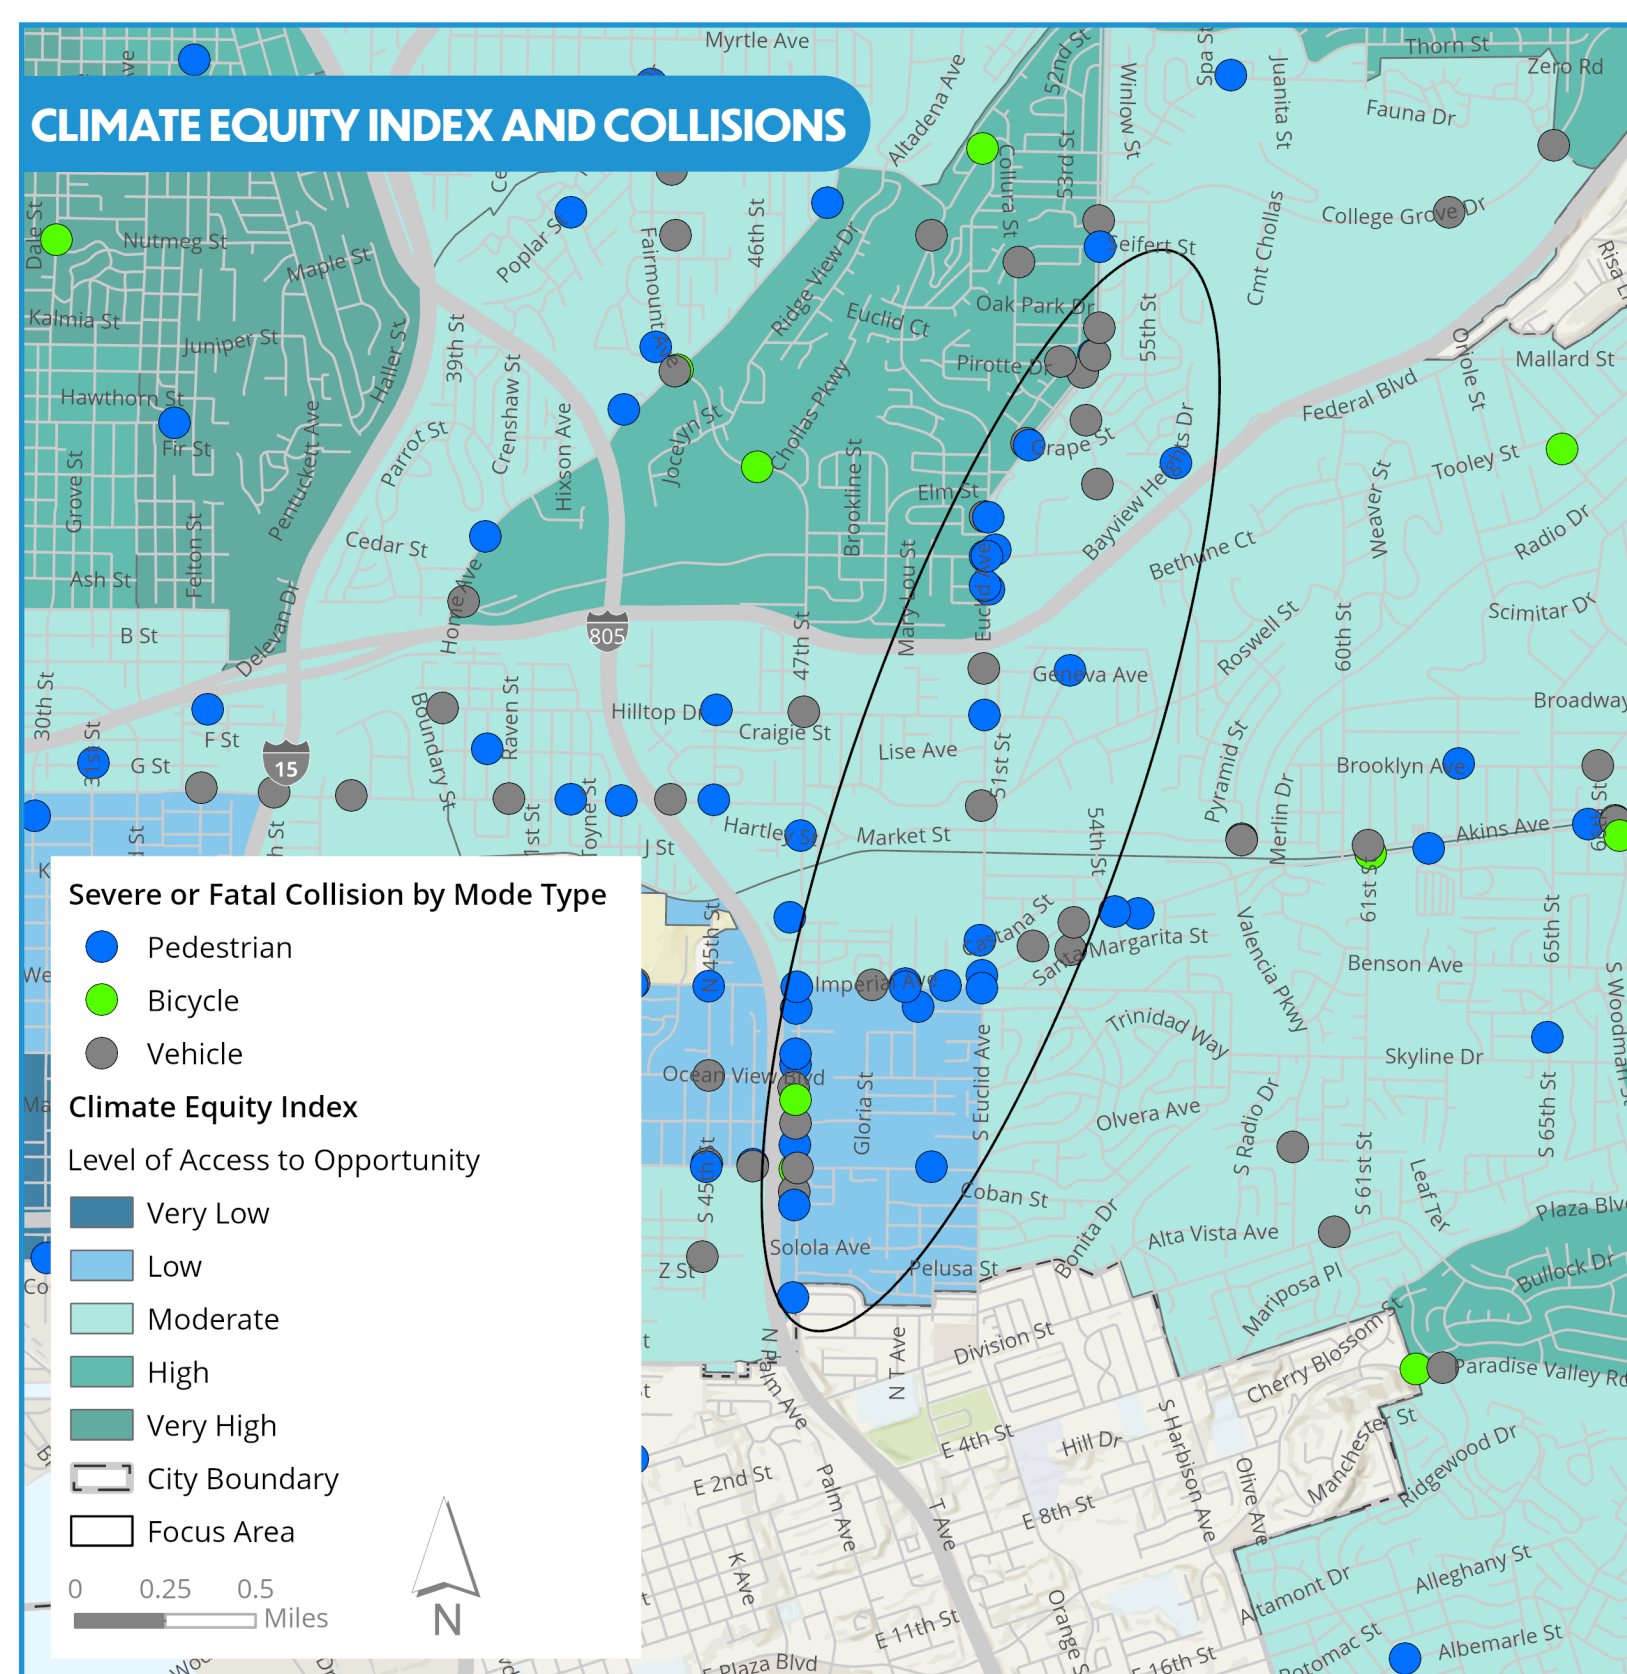 Myrtle Ave
Thorn St
Zero Rd
52nd St
Winlow St
Spa St
Juanita St
Fauna Dr
Altadena Ave
CLIMATE EQUITY INDEX AND COLLISIONS
Collura St
53rd St
College Grove Dr
Cmt Chollas
Dale St
Nutmeg St
Maple St
Poplar St
Fairmount Ave
46th St
Ridge View Dr
Seifert St
Oak Park Dr
Euclid Ct
55th St
Kalmia St
Juniper St
Haller St
39th St
Crenshaw St
Pirotte Dr
Oriole St
Mallard St
Federal Blvd
Hawthorn St
Fir St
Pentuckett Ave
Parrot St
Hixson Ave
Jocelyn St
Chollas Pkwy
Brookline St
Grape St
Bayview Heights Dr
Tooley St
Weaver St
Radio Dr
Grove St
Felton St
Cedar St
Elm St
Mary Lou St
Euclid Ave
Bethune Ct
Ash St
Home Ave
Scimitar Dr
B St
Delevan Dr
805
47th St
Roswell St
60th St
Geneva Ave
30th St
31st St
F St
G St
15
Boundary St
Raven St
Hilltop Dr
Craigie St
Lise Ave
51st St
Pyramid St
Merlin Dr
Broadway
Brooklyn Ave
Toyne St
Hartley St
J St
Market St
54th St
Akins Ave
61st St
Severe or Fatal Collision by Mode Type
Pedestrian
Bicycle
Vehicle
Climate Equity Index
Level of Access to Opportunity
Very Low
Low
Moderate
High
Very High
City Boundary
Focus Area
0 0.25 0.5
Miles
N
N 45th St
Castana St
Santa Margarita St
Imperial Ave
Valencia Pkwy
Benson Ave
65th St
Trinidad Way
Skyline Dr
Ocean View Blvd
Gloria St
S Euclid Ave
Olvera Ave
S Radio Dr
S 65th St
S 45th St
Coban St
S 61st St
Leaf Ter
Solola Ave
Z St
Pelusa St
Bonita Dr
Alta Vista Ave
Mariposa Pl
Bullock Dr
Division St
N T Ave
Cherry Blossom St
Paradise Valley Rd
E 4th St
Hill Dr
S Harbison Ave
Olive Ave
Manchester St
Ridgewood Dr
E 2nd St
Palm Ave
T Ave
E 8th St
K Ave
Orange S
Altamont Dr
Alleghany St
E 11th St
E 16th St
E Plaza Blvd
Potomac St
Albemarle St